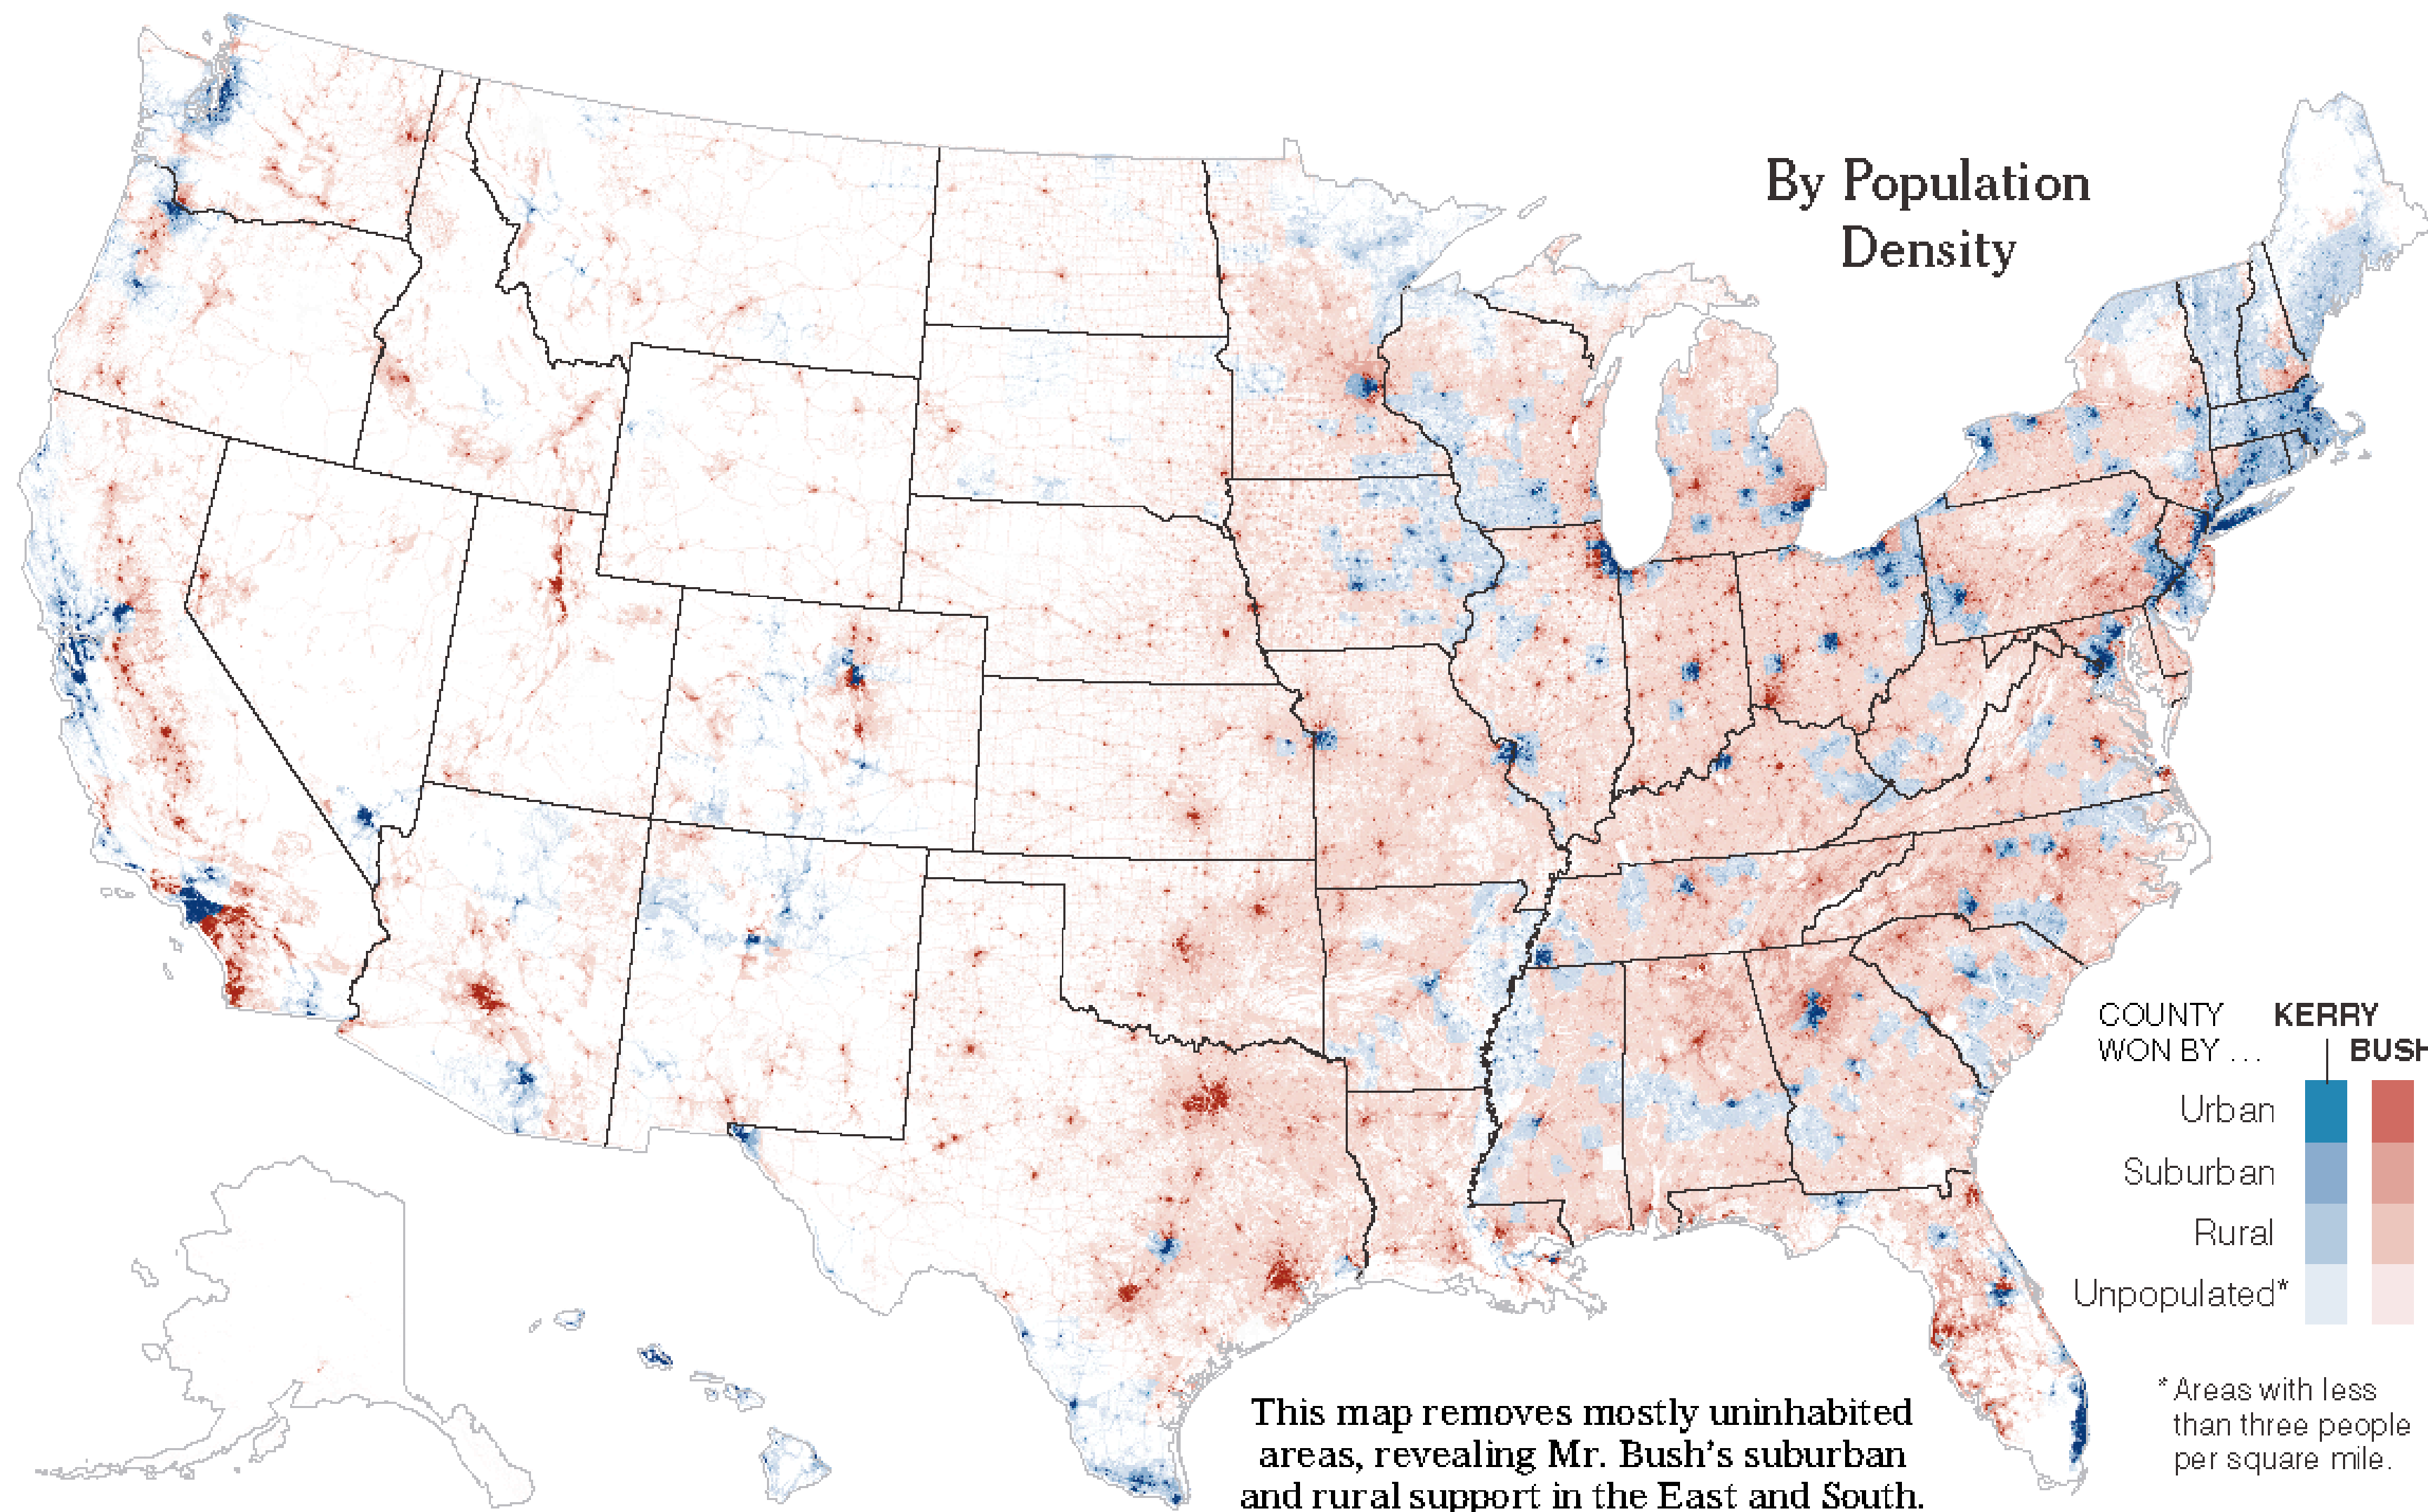 By Population
Density
COUNTY KERRY
WON BY ... BUSH
Urban
Suburban
Rural
Unpopulated*
* Areas with less
than three people
per square mile.
This map removes mostly uninhabited
areas, revealing Mr. Bush's suburban
and rural support in the East and South.